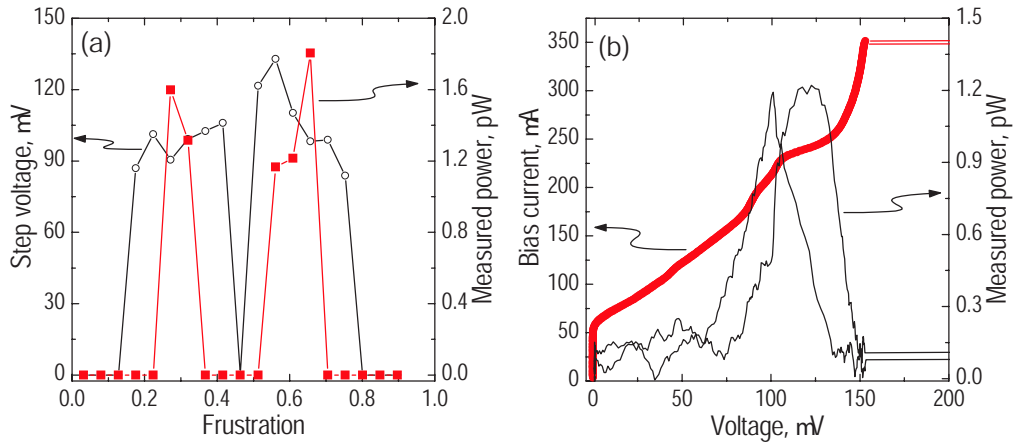 (a)
Step voltage, mV
150
120
90
60
30
0
2.0
1.6
1.2
0.8
0.4
0.0
Measured power, pW
0.0 0.2 0.4 0.6 0.8 1.0
Frustration
(b)
Bias current, mA
350
300
250
200
150
100
50
0
1.5
1.2
0.9
0.6
0.3
0.0
Measured power, pW
0 50 100 150 200
Voltage, mV